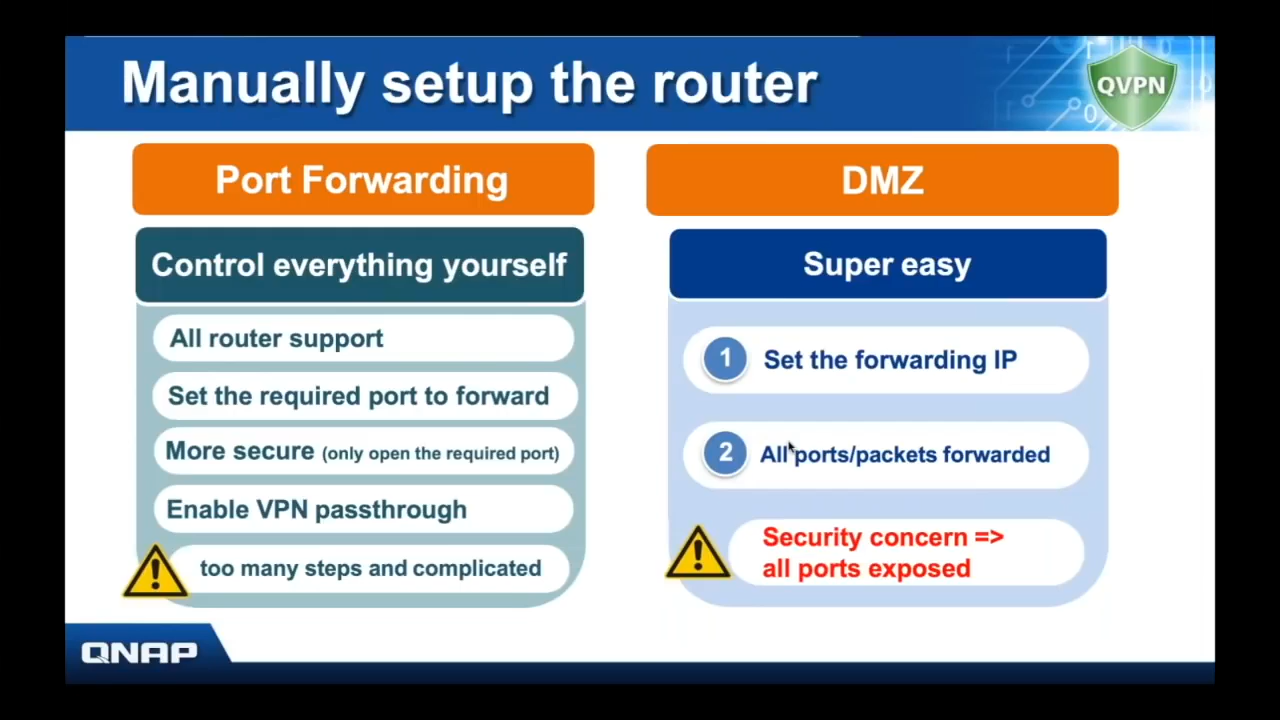 Manually setup the router
QVPN
Port Forwarding
Control everything yourself
All router support
Set the required port to forward
More secure (only open the required port)
Enable VPN passthrough
too many steps and complicated
DMZ
Super easy
1 Set the forwarding IP
2 All ports/packets forwarded
Security concern =>
all ports exposed
QNAP